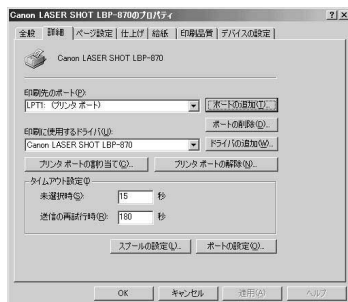 Canon LASER SHOT LBP-870のプロパティ
全般 詳細 ページ設定 仕上げ 給紙 印刷品質 デバイスの設定
Canon LASER SHOT LBP-870
印刷先のポート(P):
LPT1: (プリンタ ポート)
ポートの追加(T)...
ポートの削除(D)...
印刷に使用するドライバ(U):
Canon LASER SHOT LBP-870
ドライバの追加(W)...
プリンタ ポートの割り当て(C)...
プリンタ ポートの解除(N)...
タイムアウト設定
未選択時(S): 15 秒
送信の再試行時(R): 180 秒
スプールの設定(L)...
ポートの設定(O)...
OK キャンセル 適用(A) ヘルプ